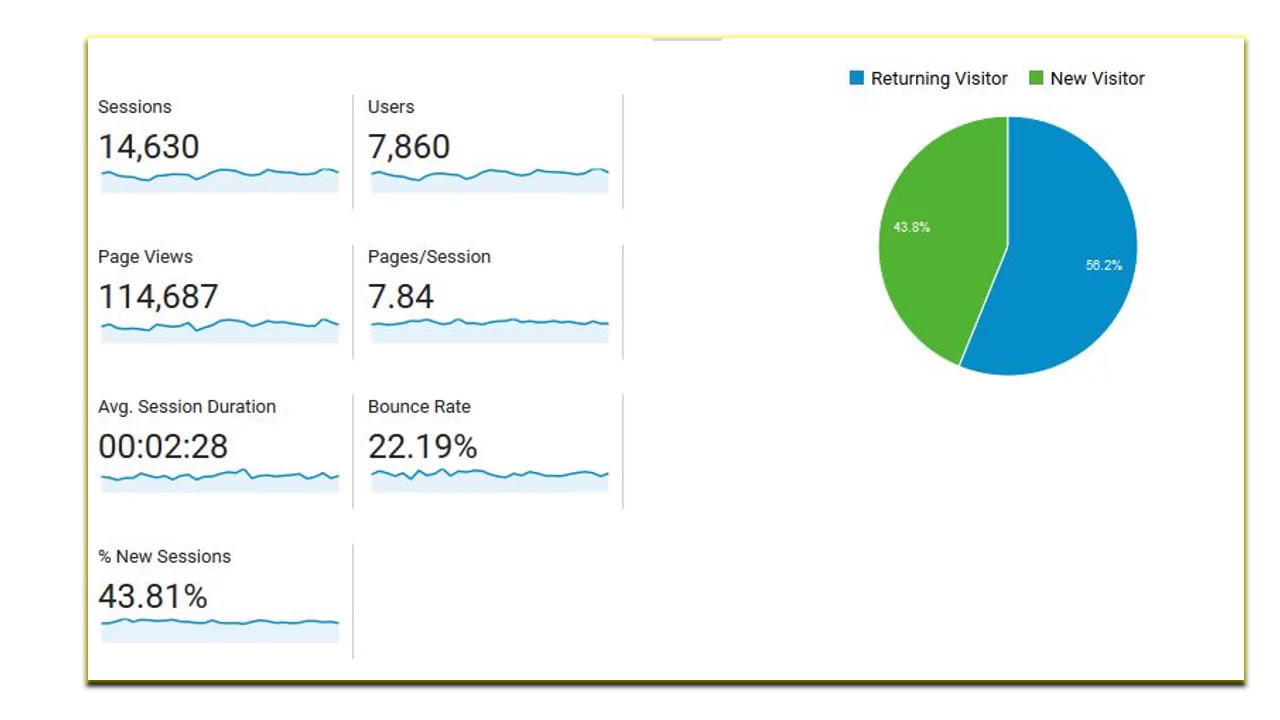 Returning Visitor New Visitor
Sessions
14,630
Users
7,860
Page Views
114,687
Pages/Session
7.84
Avg. Session Duration
00:02:28
Bounce Rate
22.19%
% New Sessions
43.81%
43.8%
56.2%